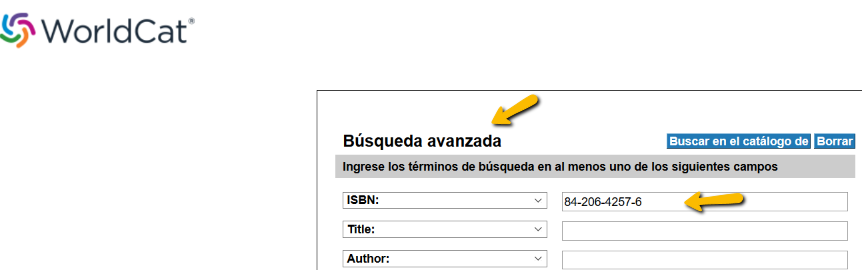 WorldCat®
Búsqueda avanzada
Buscar en el catálogo de Borrar
Ingrese los términos de búsqueda en al menos uno de los siguientes campos
ISBN: 84-206-4257-6
Title:
Author: